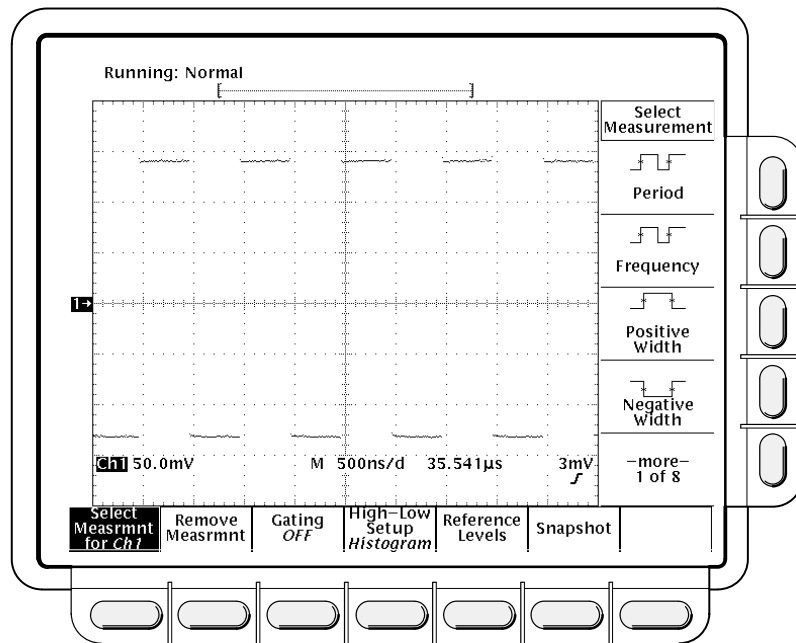 Running: Normal
Select
Measurement
Period
Frequency
1→
Positive
Width
Negative
Width
Ch1 50.0mV M 500ns/d 35.541µs 3mV
–more–
1 of 8
Select
Measrmnt
for Ch1
Remove
Measrmnt
Gating
OFF
High–Low
Setup
Histogram
Reference
Levels
Snapshot